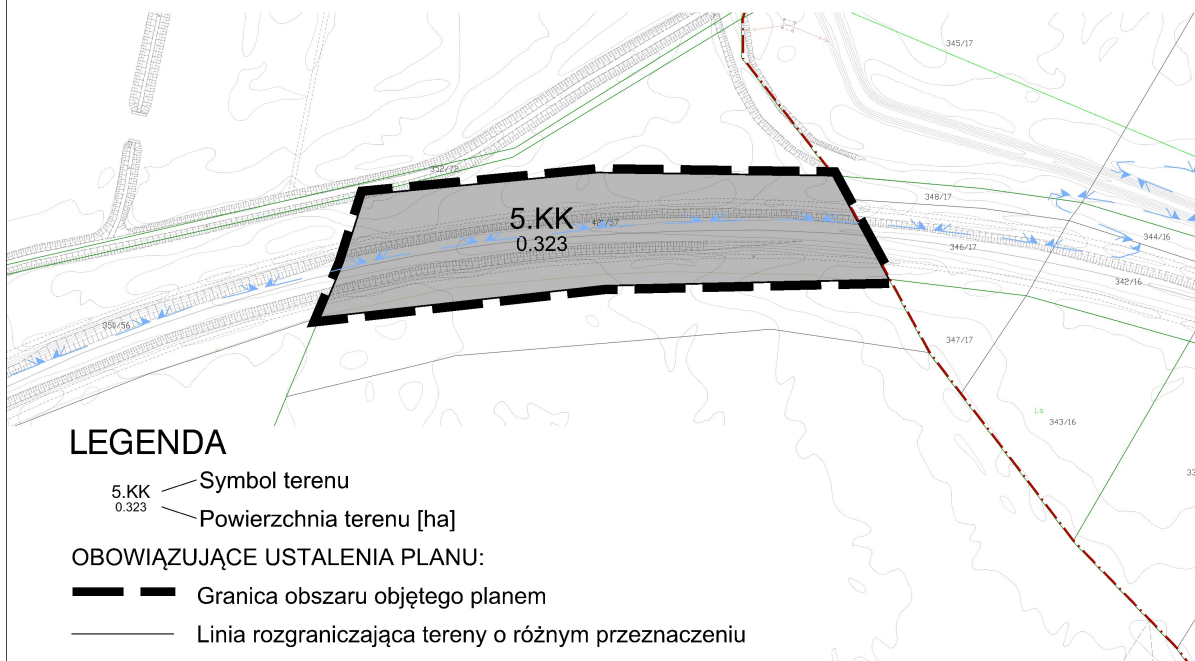 345/17
352/72
348/17
5.KK
0.323
344/16
346/17
342/16
350/56
347/17
Ls
343/16
LEGENDA
5.KK
0.323
Symbol terenu
Powierzchnia terenu [ha]
OBOWIĄZUJĄCE USTALENIA PLANU:
Granica obszaru objętego planem
Linia rozgraniczająca tereny o różnym przeznaczeniu